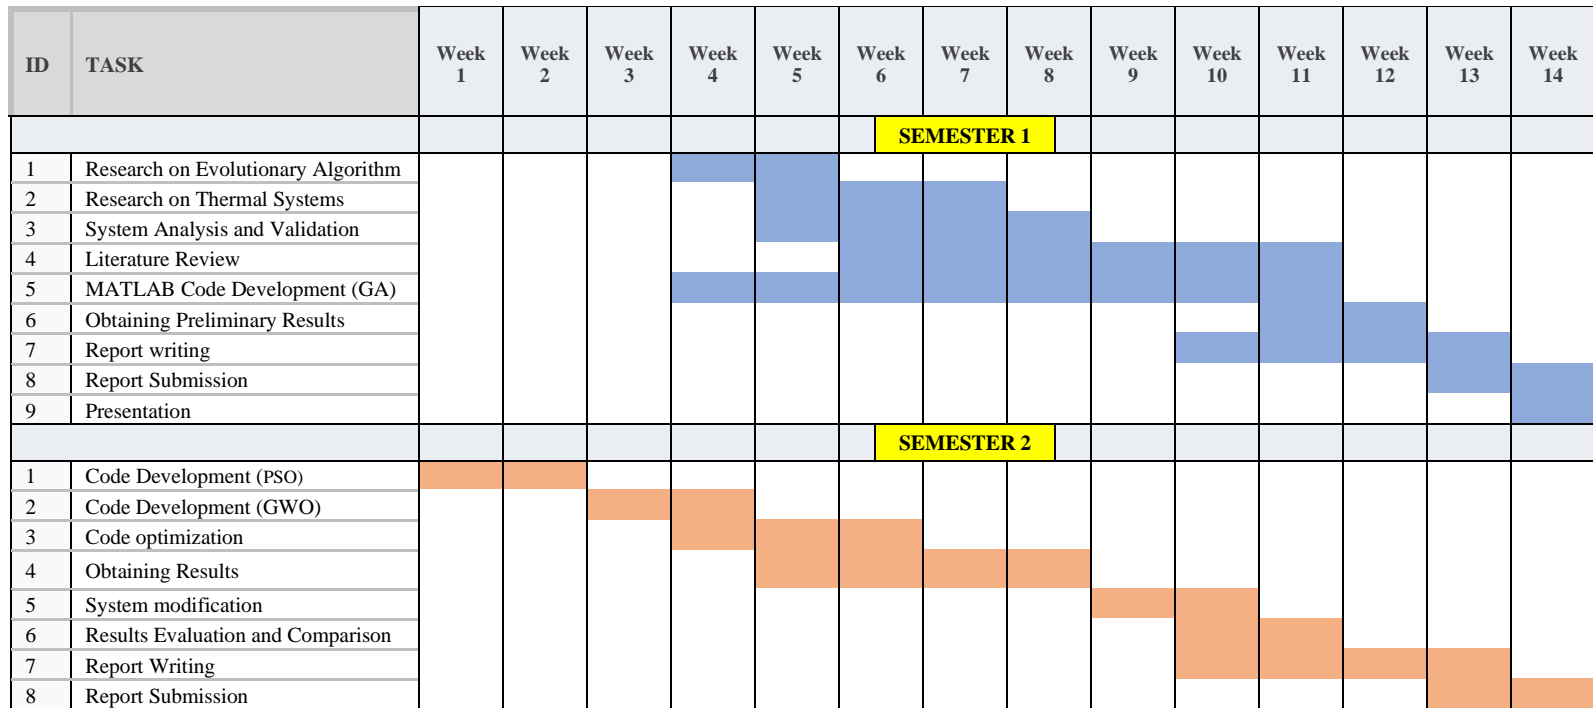 ID TASK Week 1 Week 2 Week 3 Week 4 Week 5 Week 6 Week 7 Week 8 Week 9 Week 10 Week 11 Week 12 Week 13 Week 14
SEMESTER 1
1 Research on Evolutionary Algorithm
2 Research on Thermal Systems
3 System Analysis and Validation
4 Literature Review
5 MATLAB Code Development (GA)
6 Obtaining Preliminary Results
7 Report writing
8 Report Submission
9 Presentation
SEMESTER 2
1 Code Development (PSO)
2 Code Development (GWO)
3 Code optimization
4 Obtaining Results
5 System modification
6 Results Evaluation and Comparison
7 Report Writing
8 Report Submission